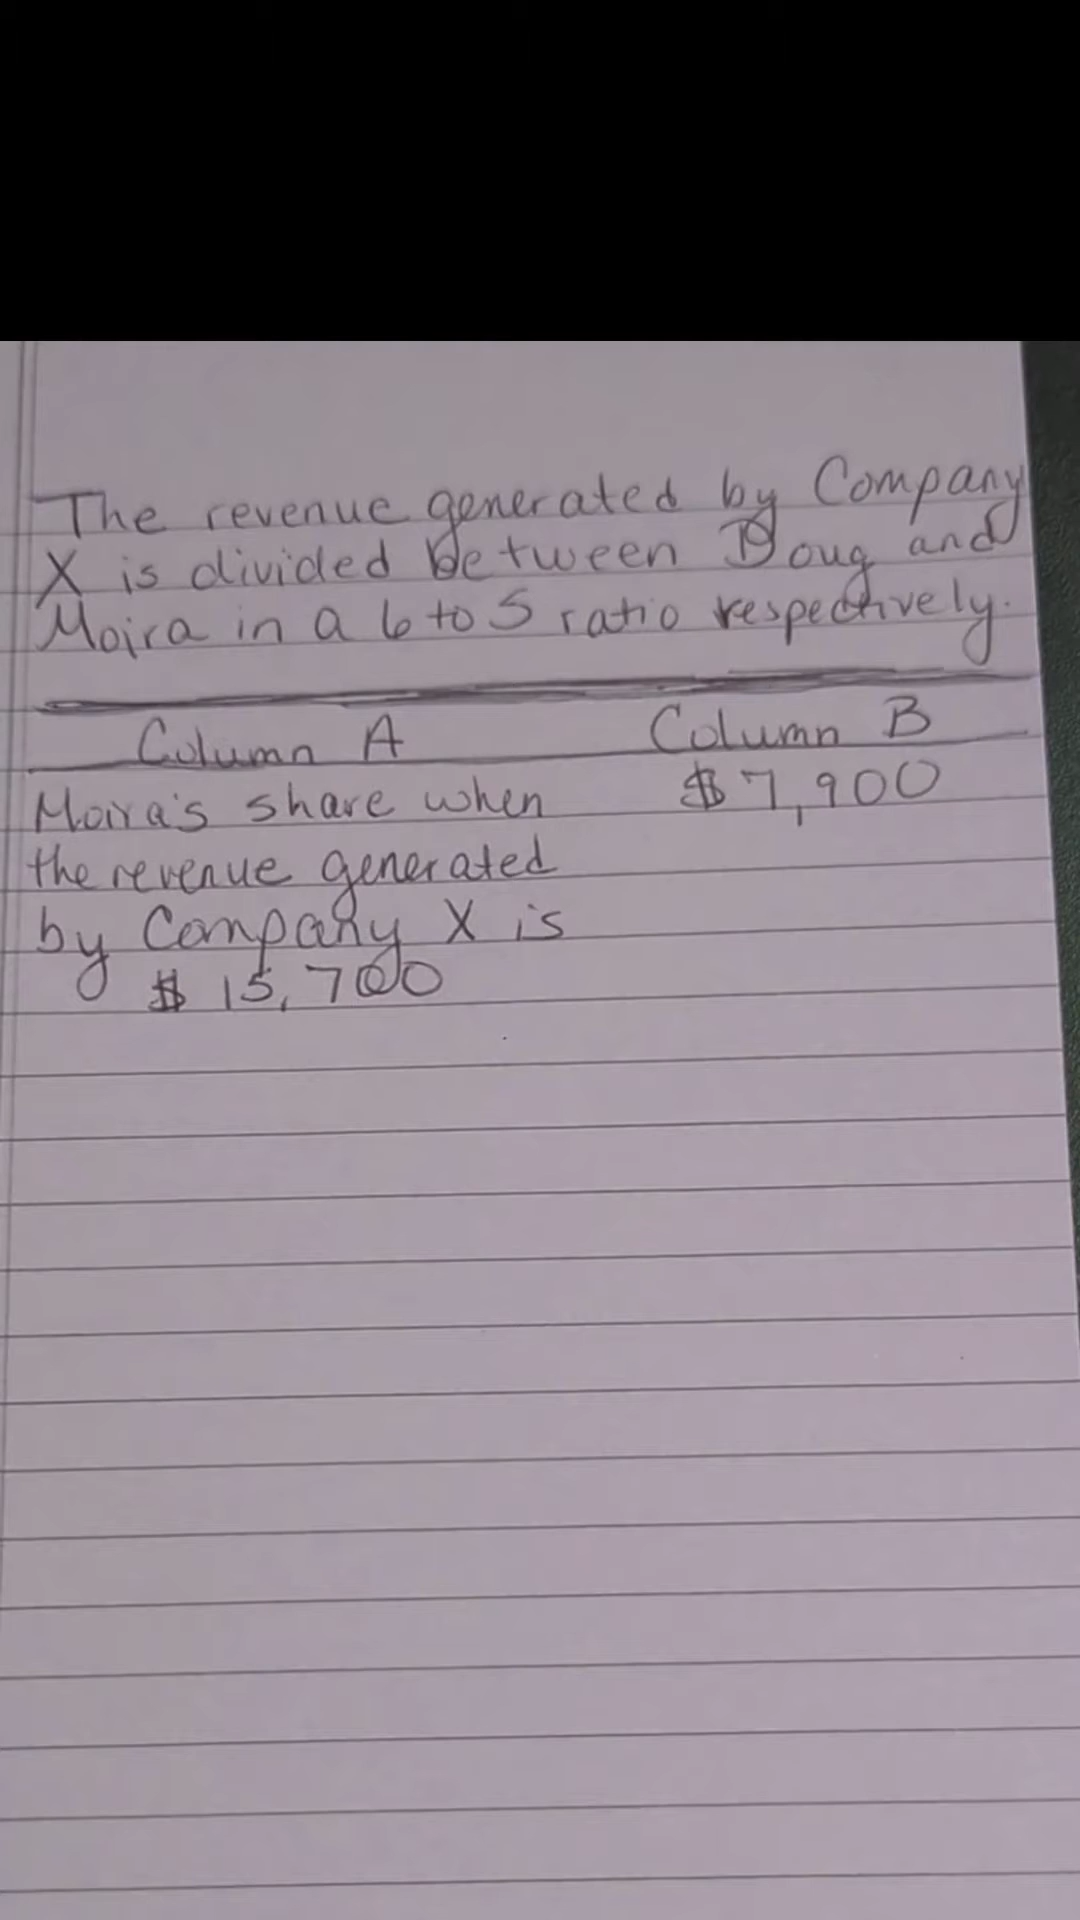 The revenue generated by Company
X is divided between Doug and
Moira in a 6 to 5 ratio respectively.
Column A Column B
Moira's share when $7,900
the revenue generated
by Company X is
$ 15,700